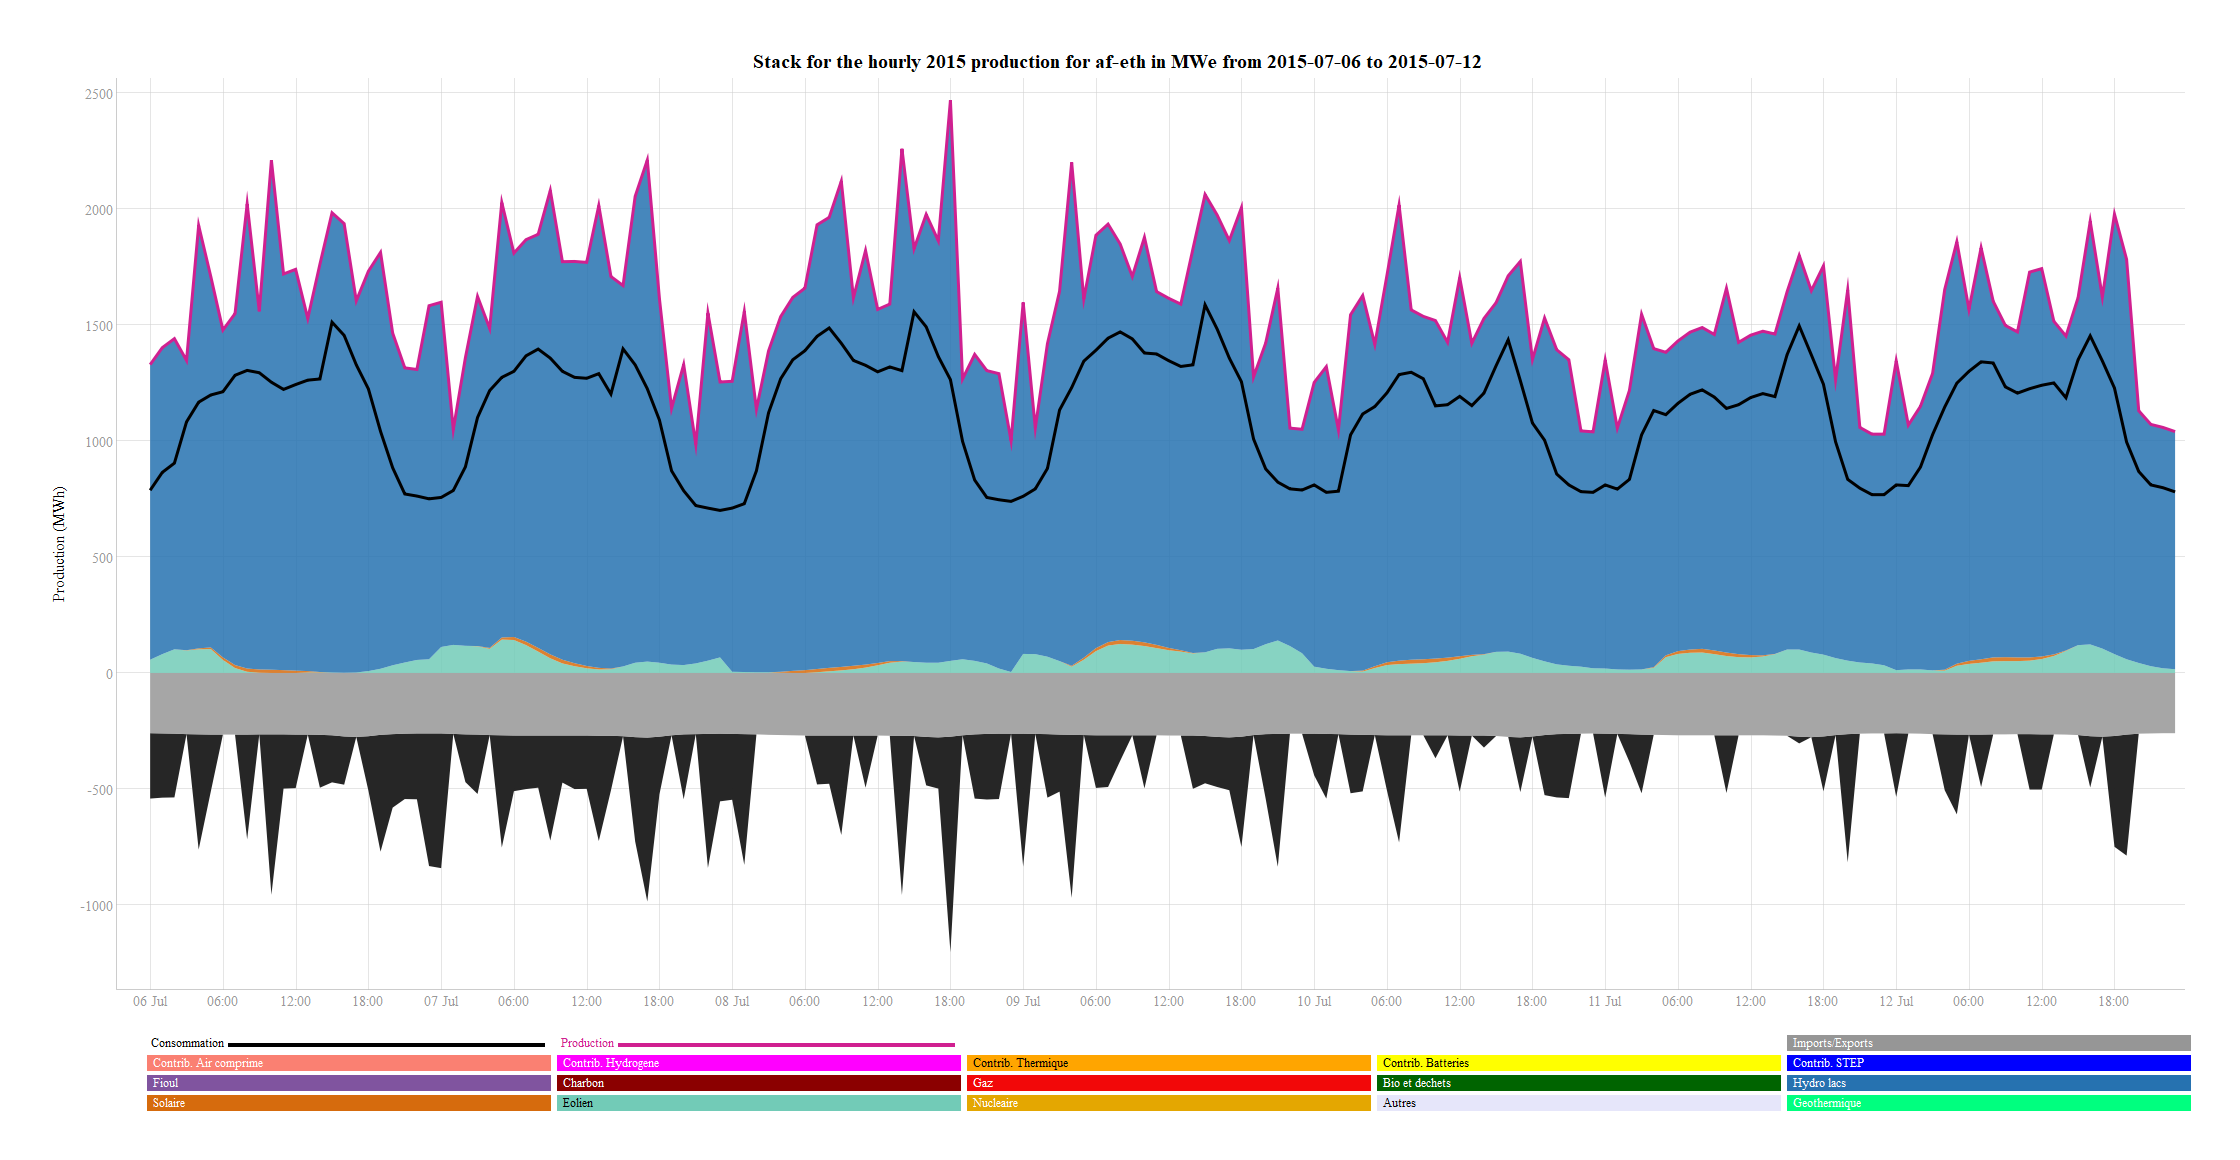 Stack for the hourly 2015 production for af-eth in MWe from 2015-07-06 to 2015-07-12
Production (MWh)
2500
2000
1500
1000
500
0
-500
-1000
06 Jul 06:00 12:00 18:00 07 Jul 06:00 12:00 18:00 08 Jul 06:00 12:00 18:00 09 Jul 06:00 12:00 18:00 10 Jul 06:00 12:00 18:00 11 Jul 06:00 12:00 18:00 12 Jul 06:00 12:00 18:00
Consommation Production Imports/Exports
Contrib. Air comprime Contrib. Hydrogene Contrib. Thermique Contrib. Batteries Contrib. STEP
Fioul Charbon Gaz Bio et dechets Hydro lacs
Solaire Eolien Nucleaire Autres Geothermique